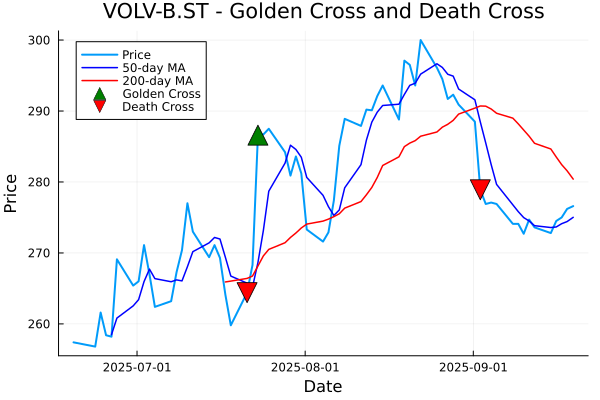 VOLV-B.ST - Golden Cross and Death Cross
300
290
280
270
260
Price
50-day MA
200-day MA
Golden Cross
Death Cross
Price
2025-07-01
2025-08-01
2025-09-01
Date